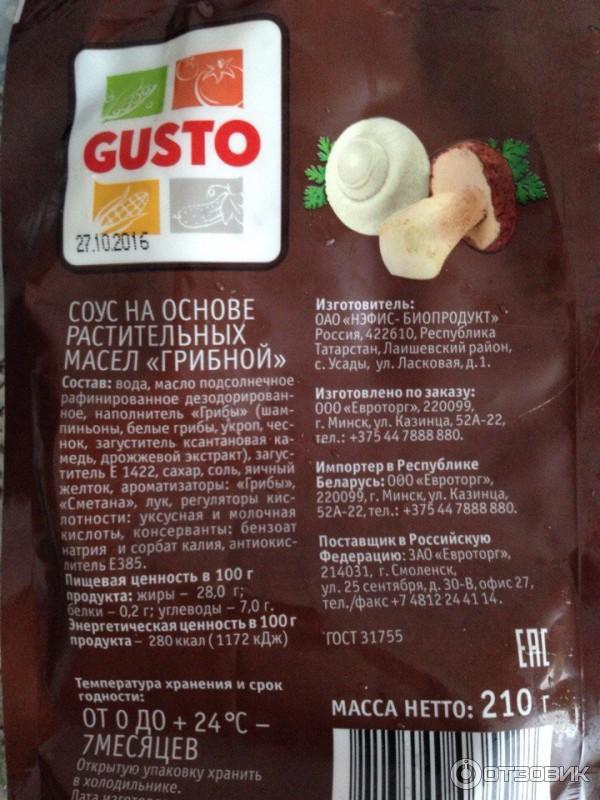 GUSTO
27.10.2016
СОУС НА ОСНОВЕ
РАСТИТЕЛЬНЫХ
МАСЕЛ «ГРИБНОЙ»
Состав: вода, масло подсолнечное
рафинированное дезодорирован-
ное, наполнитель «Грибы» (шам-
пиньоны, белые грибы, укроп, чес-
нок, загуститель ксантановая ка-
медь, дрожжевой экстракт), загус-
титель Е 1422, сахар, соль, яичный
желток, ароматизаторы: «Грибы»,
«Сметана», лук, регуляторы кис-
лотности: уксусная и молочная
кислоты, консерванты: бензоат
натрия и сорбат калия, антиокис-
литель Е385.
Пищевая ценность в 100 г
продукта: жиры – 28,0 г;
белки – 0,2 г; углеводы – 7,0 г.
Энергетическая ценность в 100 г
продукта – 280 ккал (1172 кДж)
Температура хранения и срок
годности:
ОТ 0 ДО + 24 °С –
7МЕСЯЦЕВ
Открытую упаковку хранить
в холодильнике.
Дата изготов
Изготовитель:
ОАО «НЭФИС- БИОПРОДУКТ»
Россия, 422610, Республика
Татарстан, Лаишевский район,
с. Усады, ул. Ласковая, д.1.
Изготовлено по заказу:
ООО «Евроторг», 220099,
г. Минск, ул. Казинца, 52А-22,
тел.: +375 44 7888 880.
Импортер в Республике
Беларусь: ООО «Евроторг»,
220099, г. Минск, ул. Казинца,
52А-22, тел.: +375 44 7888 880.
Поставщик в Российскую
Федерацию: ЗАО «Евроторг»,
214031, г. Смоленск,
ул. 25 сентября, д. 30-В, офис 27,
тел./факс +7 4812 24 41 14.
ГОСТ 31755
ЕАС
МАССА НЕТТО: 210 г
ОТЗОВИК